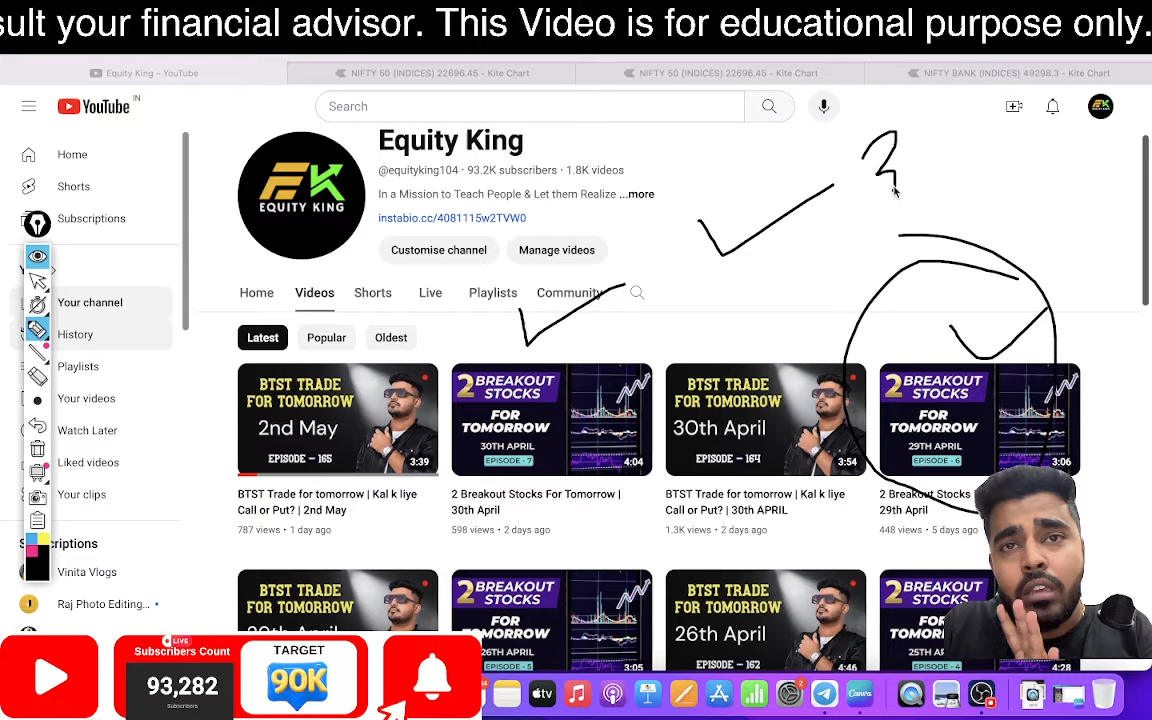 sult your financial advisor. This Video is for educational purpose only.
Equity King - YouTube
NIFTY 50 (INDICES) 22696.45 - Kite Chart
NIFTY 50 (INDICES) 22696.45 - Kite Chart
NIFTY BANK (INDICES) 49298.3 - Kite Chart
YouTube IN
Search
EK
Equity King
@equityking104 · 93.2K subscribers · 1.8K videos
In a Mission to Teach People & Let them Realize ...more
instabio.cc/4081115w2TVW0
Customise channel
Manage videos
EQUITY KING
Home
Shorts
Subscriptions
Your channel
History
Playlists
Your videos
Watch Later
Liked videos
Your clips
scriptions
Vinita Vlogs
Raj Photo Editing... •
Home Videos Shorts Live Playlists Community
Latest Popular Oldest
BTST TRADE
FOR TOMORROW
2nd May
EPISODE - 165
3:39
BTST Trade for tomorrow | Kal k liye
Call or Put? | 2nd May
787 views • 1 day ago
2 BREAKOUT
STOCKS
FOR
TOMORROW
30TH APRIL
EPISODE - 7
4:04
2 Breakout Stocks For Tomorrow |
30th April
598 views • 2 days ago
BTST TRADE
FOR TOMORROW
30th April
EPISODE - 164
3:54
BTST Trade for tomorrow | Kal k liye
Call or Put? | 30th APRIL
1.3K views • 2 days ago
2 BREAKOUT
STOCKS
FOR
TOMORROW
29TH APRIL
EPISODE - 6
3:06
2 Breakout Stocks
29th April
448 views • 5 days ago
BTST TRADE
FOR TOMORROW
2 BREAKOUT
STOCKS
FOR
TOMORROW
25TH APRIL
EPISODE - 5
3:05
BTST TRADE
FOR TOMORROW
26th April
EPISODE - 162
4:46
2 BREAKOUT
STOCKS
FOR
4:28
LIVE
Subscribers Count
93,282
Subscribers
TARGET
90K
tv
2
Canva